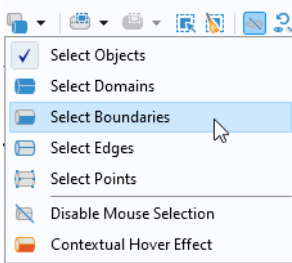 Select Objects
Select Domains
Select Boundaries
Select Edges
Select Points
Disable Mouse Selection
Contextual Hover Effect